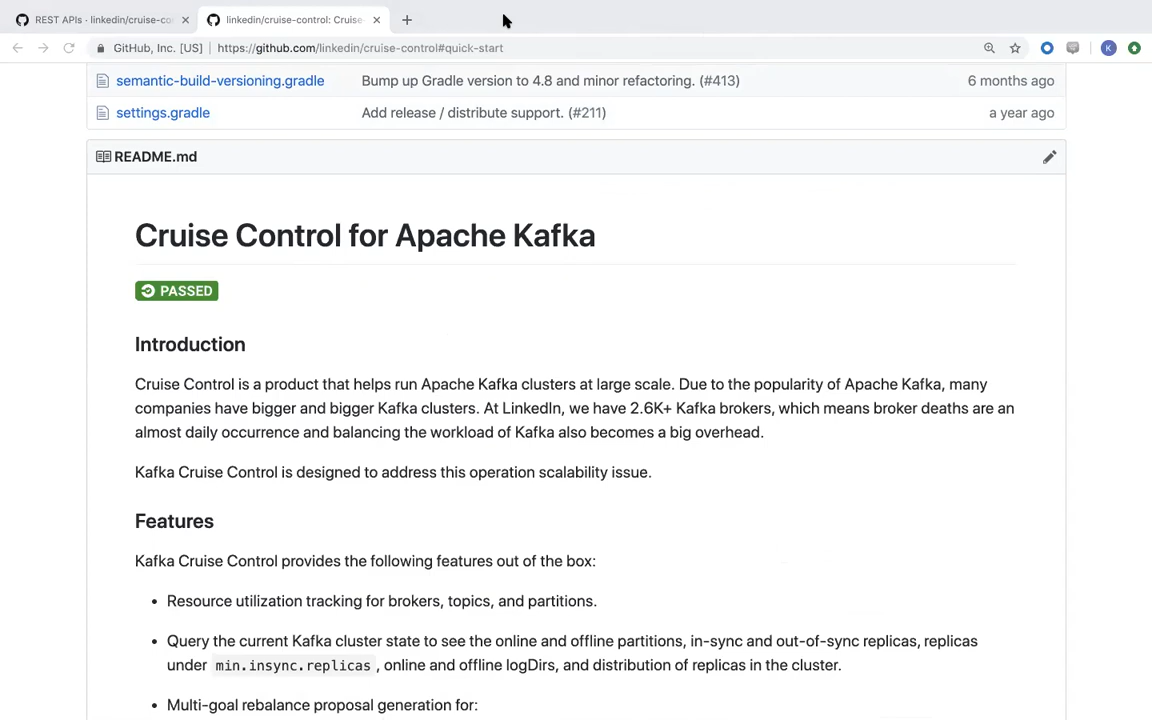 REST APIs · linkedin/cruise-co
linkedin/cruise-control: Cruise-
GitHub, Inc. [US] | https://github.com/linkedin/cruise-control#quick-start
K
semantic-build-versioning.gradle Bump up Gradle version to 4.8 and minor refactoring. (#413) 6 months ago
settings.gradle Add release / distribute support. (#211) a year ago
README.md
Cruise Control for Apache Kafka
PASSED
Introduction
Cruise Control is a product that helps run Apache Kafka clusters at large scale. Due to the popularity of Apache Kafka, many
companies have bigger and bigger Kafka clusters. At LinkedIn, we have 2.6K+ Kafka brokers, which means broker deaths are an
almost daily occurrence and balancing the workload of Kafka also becomes a big overhead.
Kafka Cruise Control is designed to address this operation scalability issue.
Features
Kafka Cruise Control provides the following features out of the box:
• Resource utilization tracking for brokers, topics, and partitions.
• Query the current Kafka cluster state to see the online and offline partitions, in-sync and out-of-sync replicas, replicas
under min.insync.replicas , online and offline logDirs, and distribution of replicas in the cluster.
• Multi-goal rebalance proposal generation for: